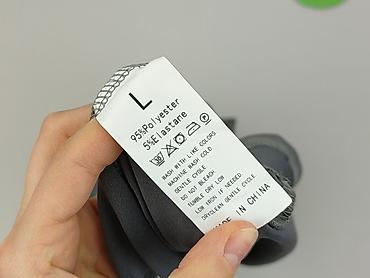 L
95%Polyester
5%Elastane
WASH WITH LIKE COLORS
MACHINE WASH COLD
GENTLE CYCLE
DO NOT BLEACH
TUMBLE DRY LOW
LOW IRON IF NEEDED.
DRYCLEAN GENTLE CYCLE
MADE IN CHINA